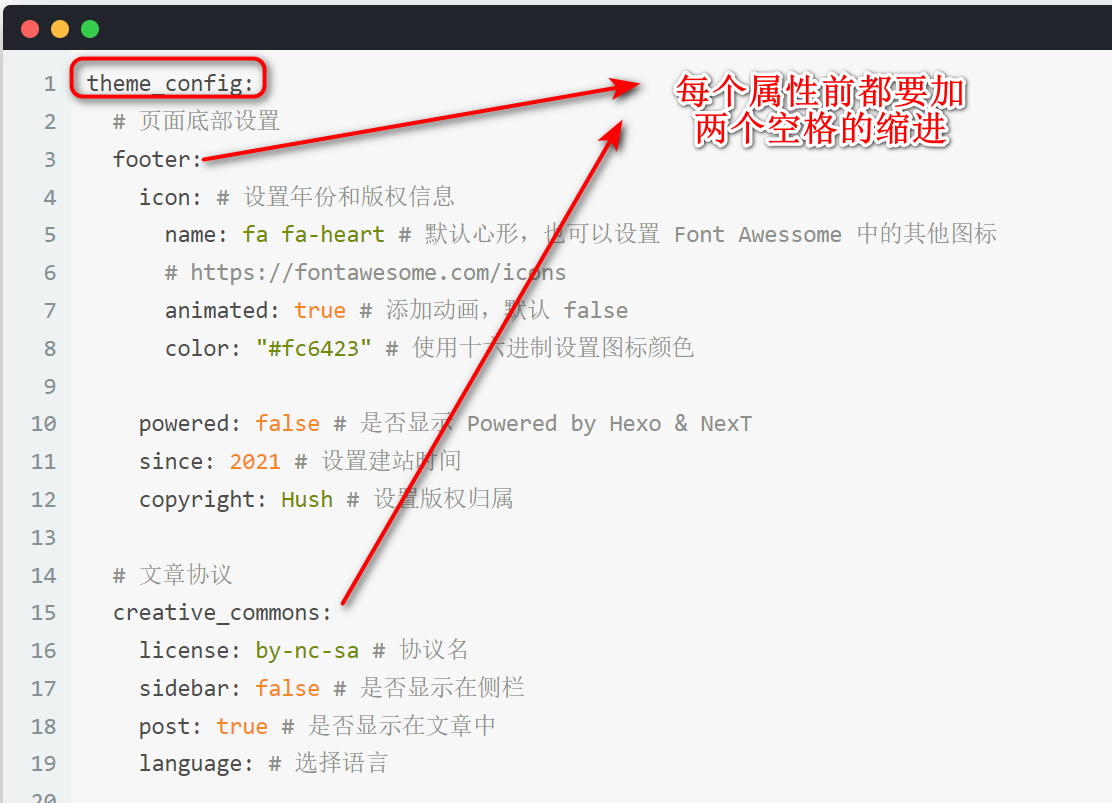 1 theme_config:
每个属性前都要加
两个空格的缩进
2 # 页面底部设置
3 footer:
4 icon: # 设置年份和版权信息
5 name: fa fa-heart # 默认心形，也可以设置 Font Awessome 中的其他图标
6 # https://fontawesome.com/icons
7 animated: true # 添加动画，默认 false
8 color: "#fc6423" # 使用十六进制设置图标颜色
9
10 powered: false # 是否显示 Powered by Hexo & NexT
11 since: 2021 # 设置建站时间
12 copyright: Hush # 设置版权归属
13
14 # 文章协议
15 creative_commons:
16 license: by-nc-sa # 协议名
17 sidebar: false # 是否显示在侧栏
18 post: true # 是否显示在文章中
19 language: # 选择语言
20